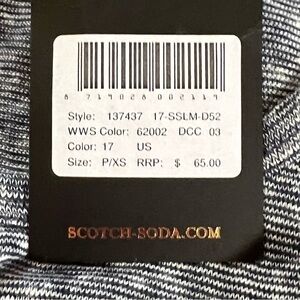 8 719028 002119
Style: 137437 17-SSLM-D52
WWS Color: 62002 DCC 03
Color: 17 US
Size: P/XS RRP: $ 65.00
SCOTCH-SODA.COM